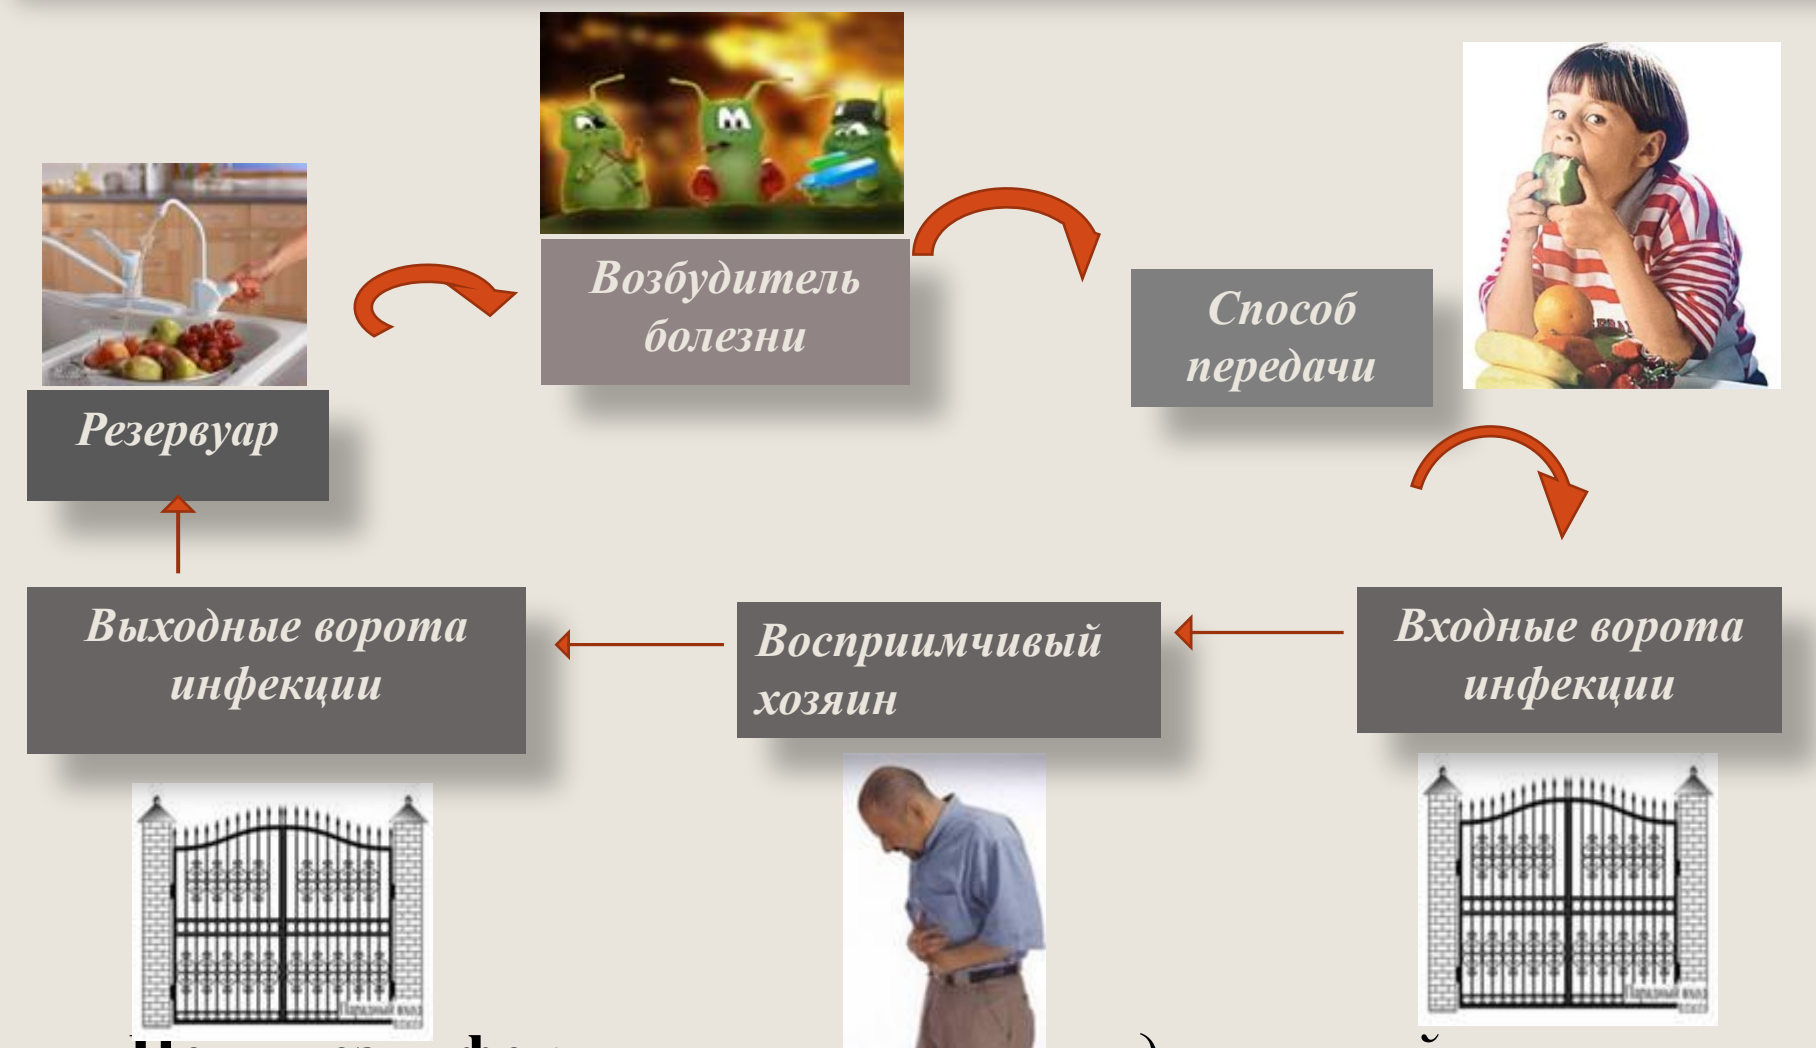 Возбудитель
болезни
Способ
передачи
Резервуар
Выходные ворота
инфекции
Восприимчивый
хозяин
Входные ворота
инфекции